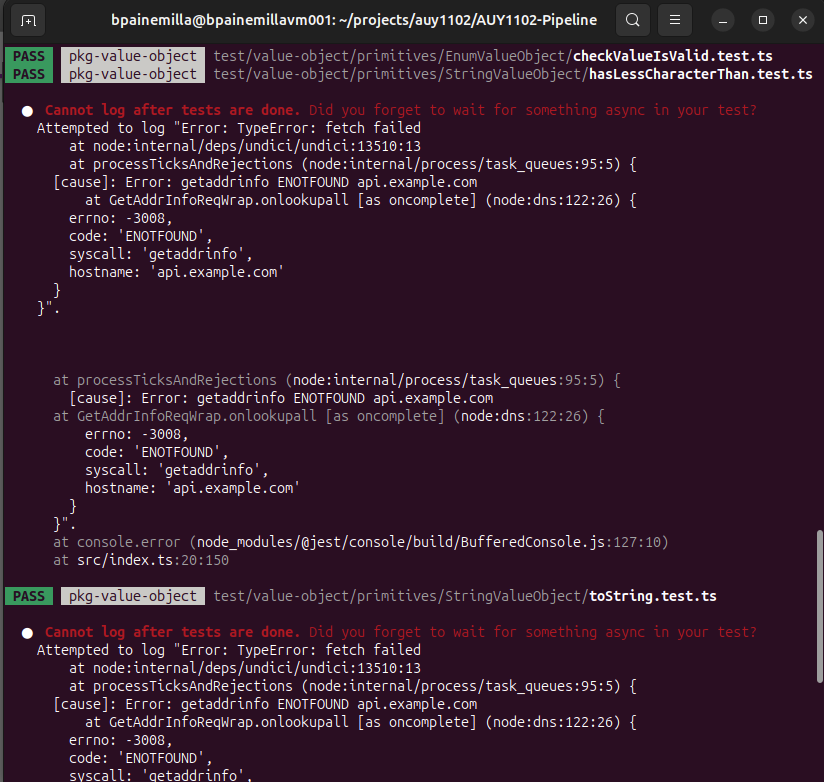 bpainemilla@bpainemillavm001: ~/projects/auy1102/AUY1102-Pipeline
PASS pkg-value-object test/value-object/primitives/EnumValueObject/checkValueIsValid.test.ts
PASS pkg-value-object test/value-object/primitives/StringValueObject/hasLessCharacterThan.test.ts
● Cannot log after tests are done. Did you forget to wait for something async in your test?
Attempted to log "Error: TypeError: fetch failed
at node:internal/deps/undici/undici:13510:13
at processTicksAndRejections (node:internal/process/task_queues:95:5) {
[cause]: Error: getaddrinfo ENOTFOUND api.example.com
at GetAddrInfoReqWrap.onlookupall [as oncomplete] (node:dns:122:26) {
errno: -3008,
code: 'ENOTFOUND',
syscall: 'getaddrinfo',
hostname: 'api.example.com'
}
}".
at processTicksAndRejections (node:internal/process/task_queues:95:5) {
[cause]: Error: getaddrinfo ENOTFOUND api.example.com
at GetAddrInfoReqWrap.onlookupall [as oncomplete] (node:dns:122:26) {
errno: -3008,
code: 'ENOTFOUND',
syscall: 'getaddrinfo',
hostname: 'api.example.com'
}
}".
at console.error (node_modules/@jest/console/build/BufferedConsole.js:127:10)
at src/index.ts:20:150
PASS pkg-value-object test/value-object/primitives/StringValueObject/toString.test.ts
● Cannot log after tests are done. Did you forget to wait for something async in your test?
Attempted to log "Error: TypeError: fetch failed
at node:internal/deps/undici/undici:13510:13
at processTicksAndRejections (node:internal/process/task_queues:95:5) {
[cause]: Error: getaddrinfo ENOTFOUND api.example.com
at GetAddrInfoReqWrap.onlookupall [as oncomplete] (node:dns:122:26) {
errno: -3008,
code: 'ENOTFOUND',
syscall: 'getaddrinfo',